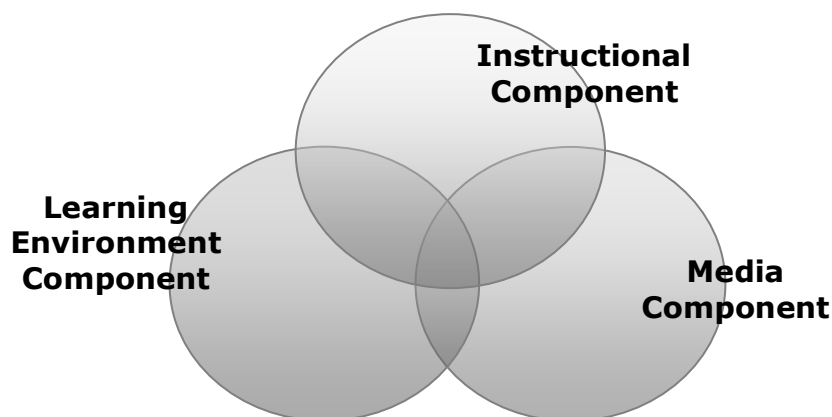 Instructional
Component
Learning
Environment
Component
Media
Component